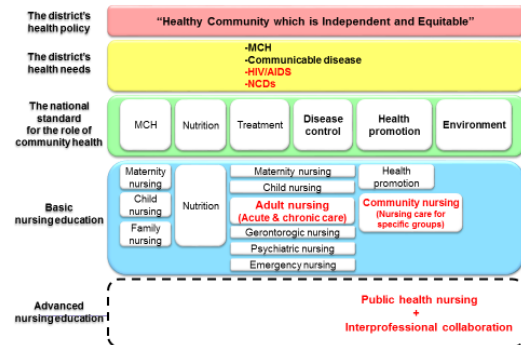 The district's
health policy
"Healthy Community which is Independent and Equitable"
The district's
health needs
-MCH
-Communicable disease
-HIV/AIDS
-NCDs
The national
standard
for the role of
community health
MCH
Nutrition
Treatment
Disease
control
Health
promotion
Environment
Basic
nursing education
Maternity
nursing
Child
nursing
Family
nursing
Nutrition
Maternity nursing
Child nursing
Adult nursing
(Acute & chronic care)
Gerontorogic nursing
Psychiatric nursing
Emergency nursing
Health
promotion
Community nursing
(Nursing care for
specific groups)
Advanced
nursing education
Public health nursing
+
Interprofessional collaboration